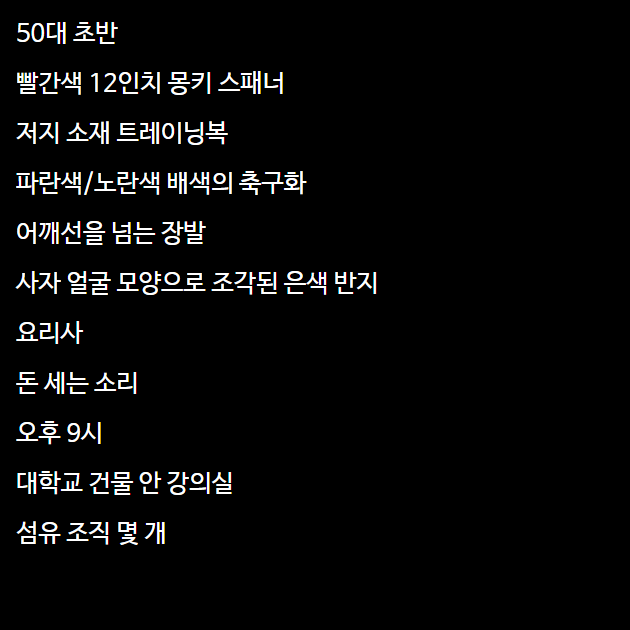 50대 초반
빨간색 12인치 몽키 스패너
저지 소재 트레이닝복
파란색/노란색 배색의 축구화
어깨선을 넘는 장발
사자 얼굴 모양으로 조각된 은색 반지
요리사
돈 세는 소리
오후 9시
대학교 건물 안 강의실
섬유 조직 몇 개